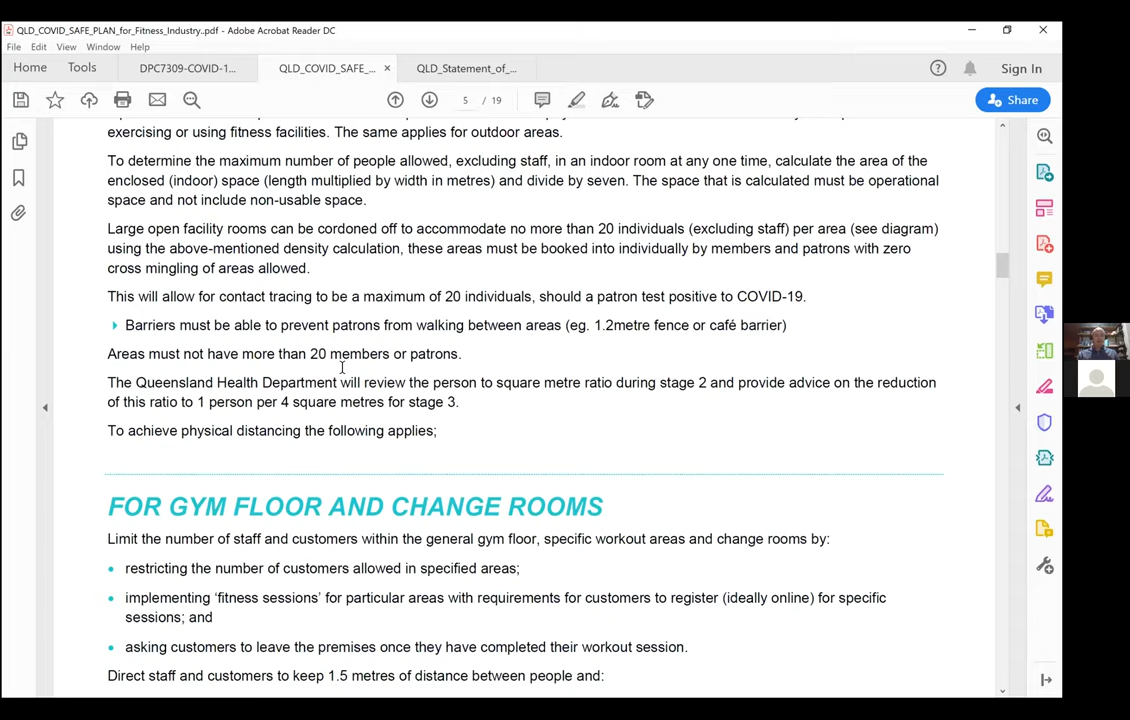 QLD_COVID_SAFE_PLAN_for_Fitness_Industry..pdf - Adobe Acrobat Reader DC
File Edit View Window Help
Home Tools DPC7309-COVID-1... QLD_COVID_SAFE_... × QLD_Statement_of_... Sign In
5 / 19 Share
exercising or using fitness facilities. The same applies for outdoor areas.
To determine the maximum number of people allowed, excluding staff, in an indoor room at any one time, calculate the area of the
enclosed (indoor) space (length multiplied by width in metres) and divide by seven. The space that is calculated must be operational
space and not include non-usable space.
Large open facility rooms can be cordoned off to accommodate no more than 20 individuals (excluding staff) per area (see diagram)
using the above-mentioned density calculation, these areas must be booked into individually by members and patrons with zero
cross mingling of areas allowed.
This will allow for contact tracing to be a maximum of 20 individuals, should a patron test positive to COVID-19.
Barriers must be able to prevent patrons from walking between areas (eg. 1.2metre fence or café barrier)
Areas must not have more than 20 members or patrons.
The Queensland Health Department will review the person to square metre ratio during stage 2 and provide advice on the reduction
of this ratio to 1 person per 4 square metres for stage 3.
To achieve physical distancing the following applies;
FOR GYM FLOOR AND CHANGE ROOMS
Limit the number of staff and customers within the general gym floor, specific workout areas and change rooms by:
• restricting the number of customers allowed in specified areas;
• implementing ‘fitness sessions’ for particular areas with requirements for customers to register (ideally online) for specific
sessions; and
• asking customers to leave the premises once they have completed their workout session.
Direct staff and customers to keep 1.5 metres of distance between people and: